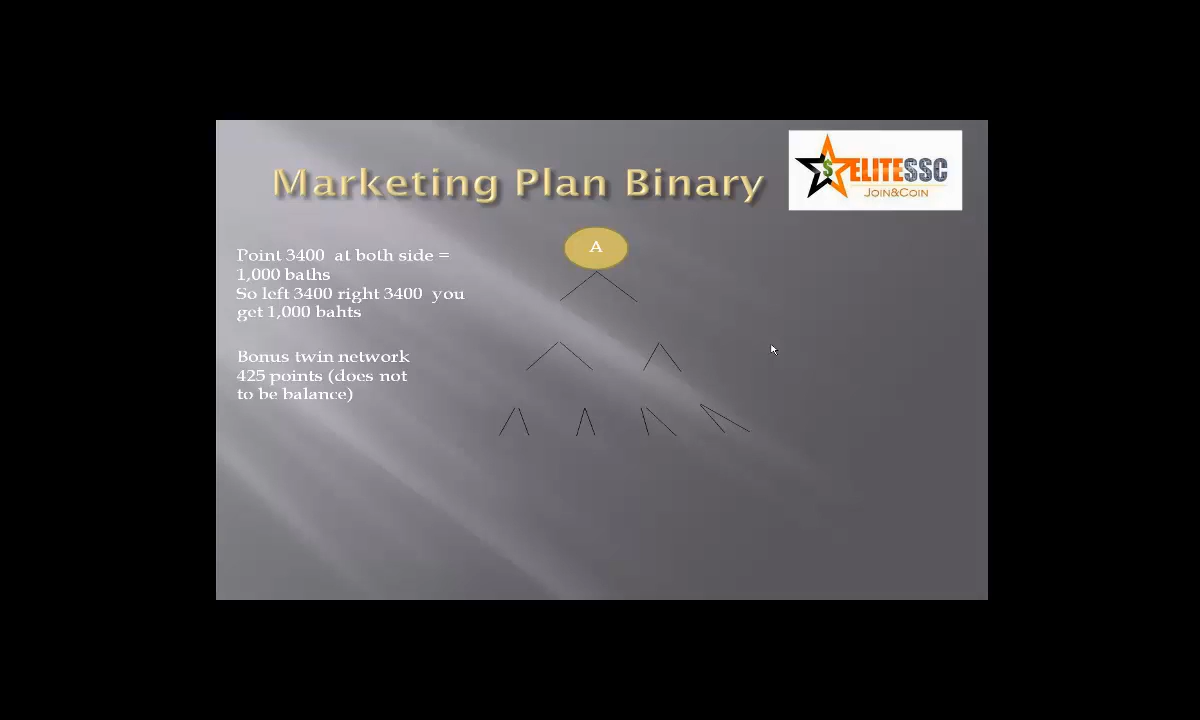 Marketing Plan Binary
$ ELITESSC
JOIN&COIN
A
Point 3400 at both side =
1,000 baths
So left 3400 right 3400 you
get 1,000 bahts
Bonus twin network
425 points (does not
to be balance)